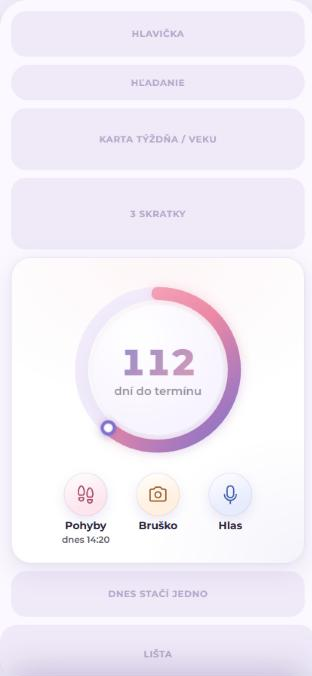 HLAVIČKA
HĽADANIE
KARTA TÝŽDŇA / VEKU
3 SKRATKY
112
dní do termínu
Pohyby
Bruško
Hlas
dnes 14:20
DNES STAČÍ JEDNO
LIŠTA